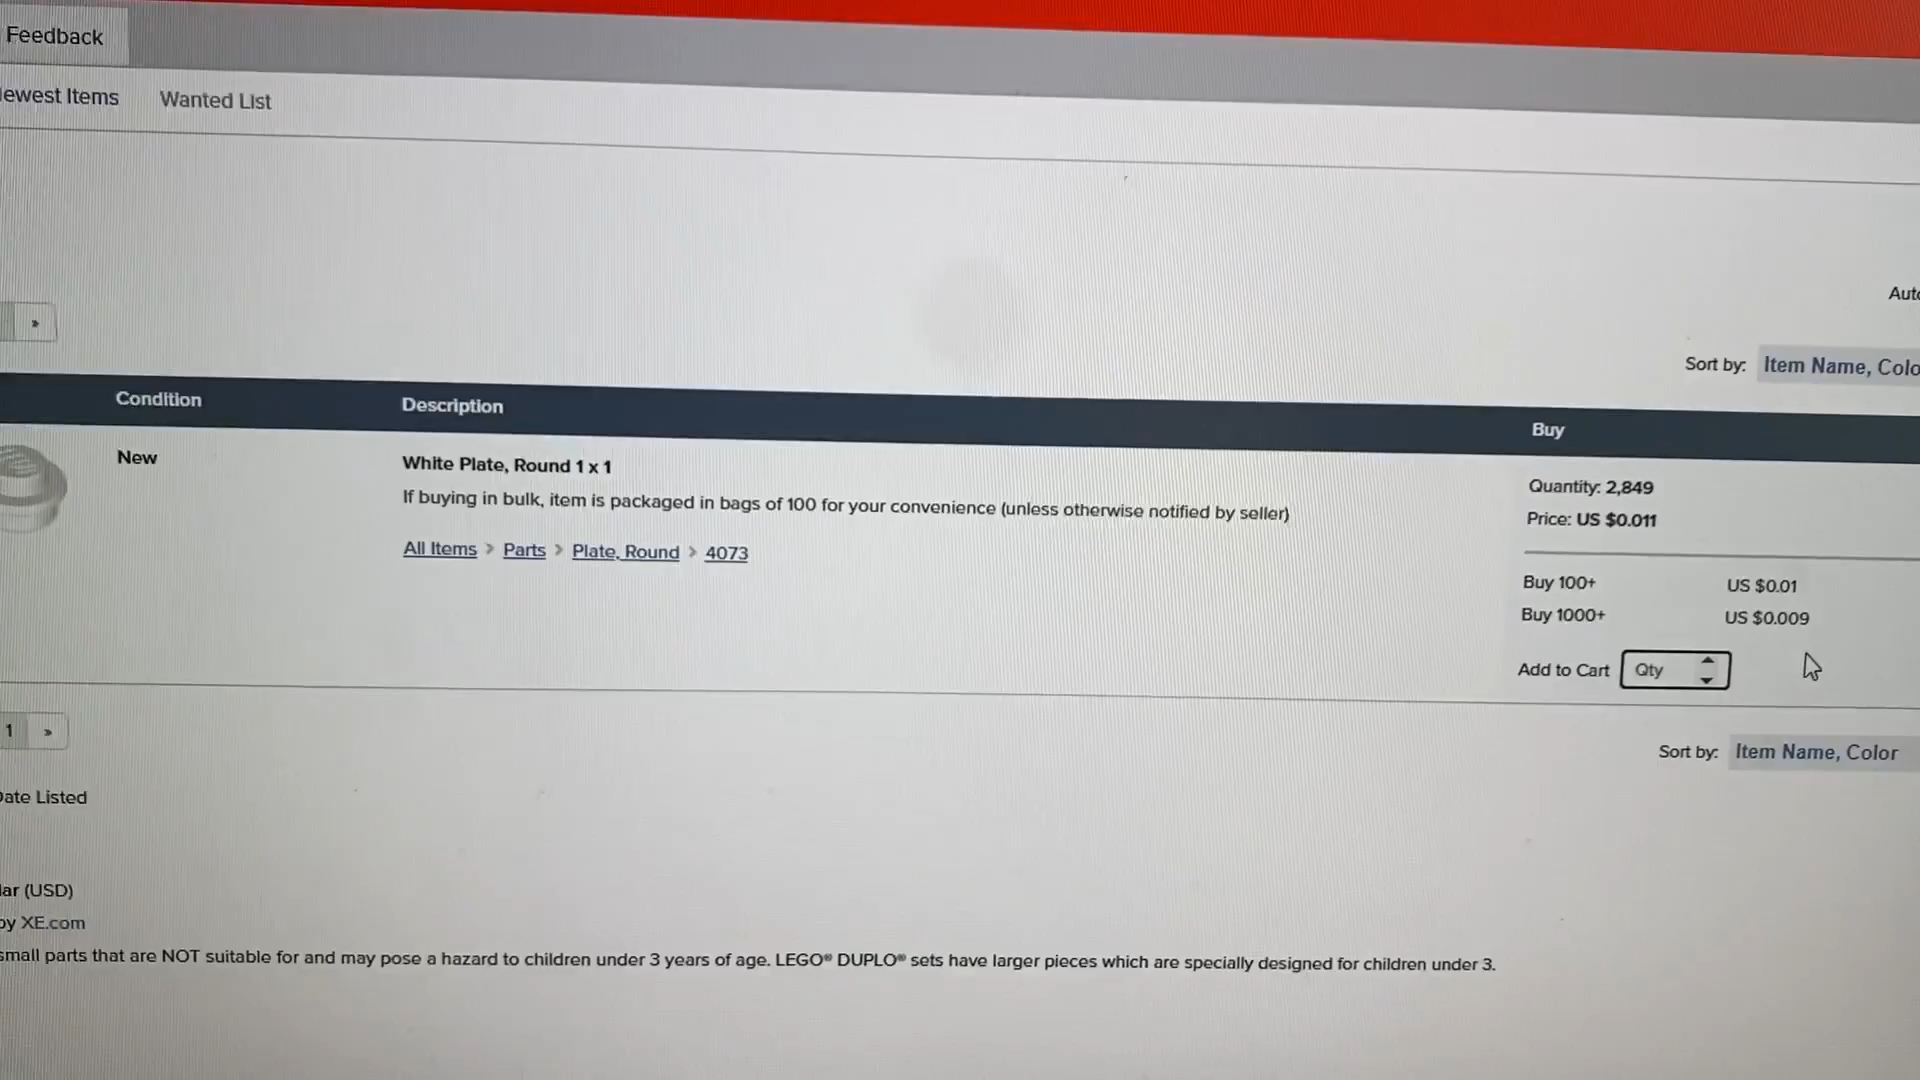 Feedback
Newest Items Wanted List
»
Sort by: Item Name, Colo
Condition Description Buy
New
White Plate, Round 1 x 1
If buying in bulk, item is packaged in bags of 100 for your convenience (unless otherwise notified by seller)
All Items > Parts > Plate, Round > 4073
Quantity: 2,849
Price: US $0.011
Buy 100+ US $0.01
Buy 1000+ US $0.009
Add to Cart Qty
1 »
Sort by: Item Name, Color
Date Listed
lar (USD)
by XE.com
small parts that are NOT suitable for and may pose a hazard to children under 3 years of age. LEGO® DUPLO® sets have larger pieces which are specially designed for children under 3.